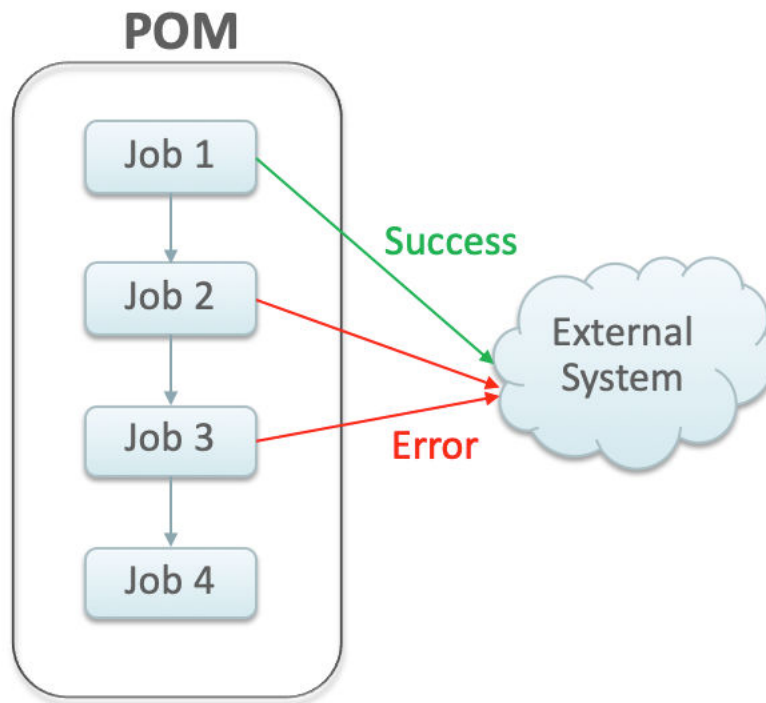 POM
Job 1
Success
Job 2
External
System
Job 3
Error
Job 4